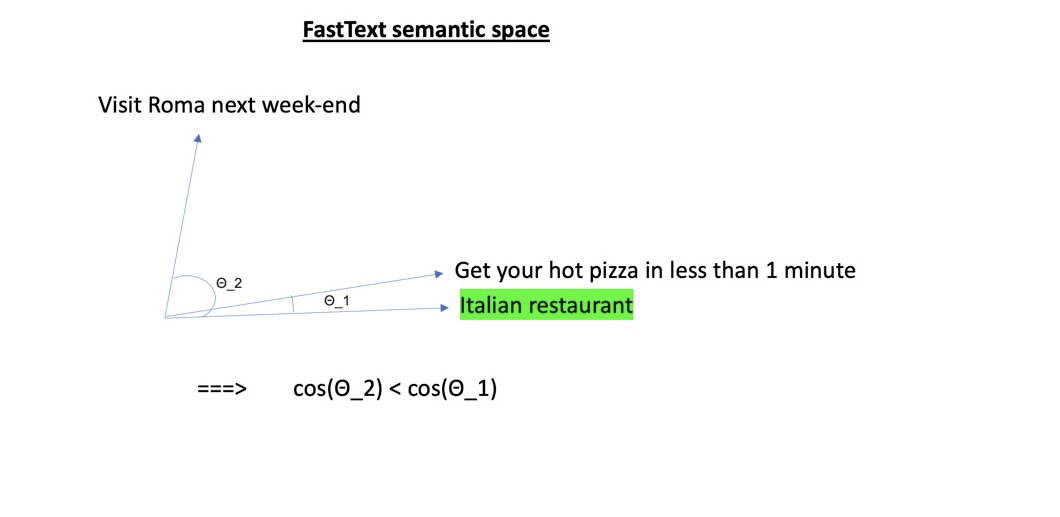 FastText semantic space
Visit Roma next week-end
Θ_2
Get your hot pizza in less than 1 minute
Θ_1
Italian restaurant
===> cos(Θ_2) < cos(Θ_1)